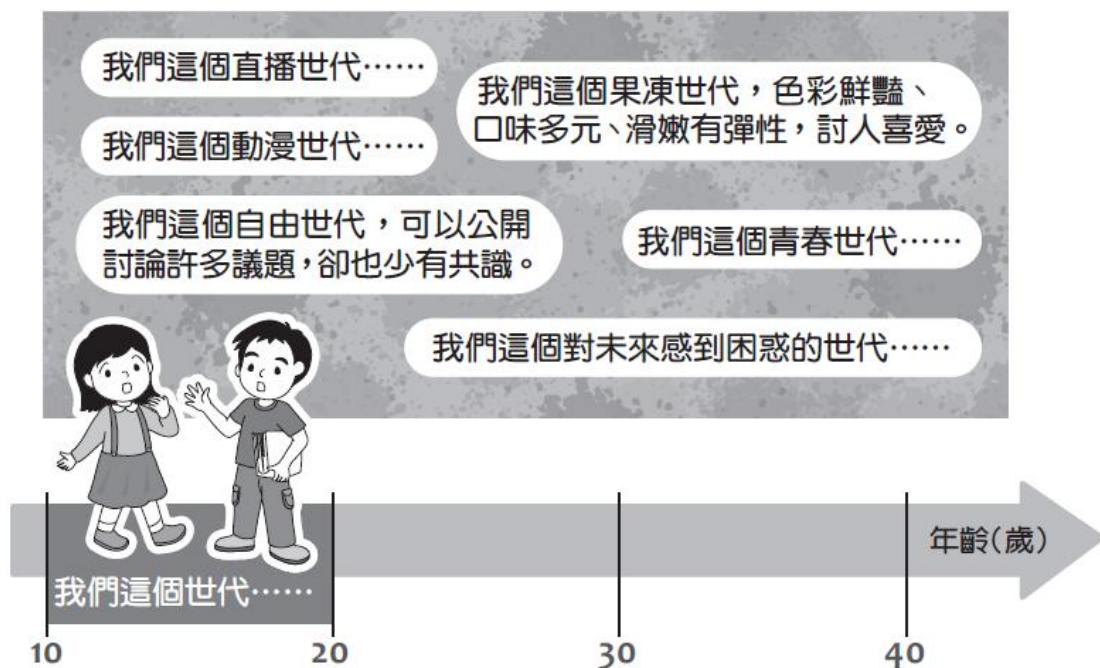 我們這個直播世代⋯⋯
我們這個果凍世代，色彩鮮豔、
口味多元、滑嫩有彈性，討人喜愛。
我們這個動漫世代⋯⋯
我們這個自由世代，可以公開
討論許多議題，卻也少有共識。
我們這個青春世代⋯⋯
我們這個對未來感到困惑的世代⋯⋯
年齡(歲)
我們這個世代⋯⋯
10
20
30
40